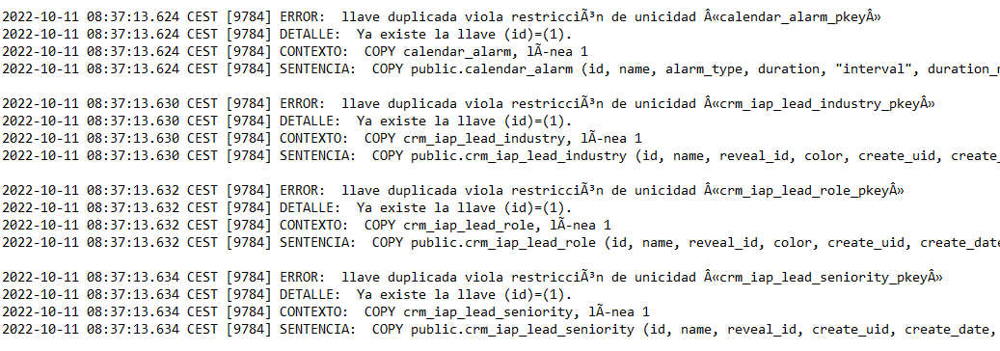 2022-10-11 08:37:13.624 CEST [9784] ERROR:  llave duplicada viola restricciÃ³n de unicidad Â«calendar_alarm_pkeyÂ»
2022-10-11 08:37:13.624 CEST [9784] DETALLE:  Ya existe la llave (id)=(1).
2022-10-11 08:37:13.624 CEST [9784] CONTEXTO:  COPY calendar_alarm, lÃ-nea 1
2022-10-11 08:37:13.624 CEST [9784] SENTENCIA:  COPY public.calendar_alarm (id, name, alarm_type, duration, "interval", duration_
2022-10-11 08:37:13.630 CEST [9784] ERROR:  llave duplicada viola restricciÃ³n de unicidad Â«crm_iap_lead_industry_pkeyÂ»
2022-10-11 08:37:13.630 CEST [9784] DETALLE:  Ya existe la llave (id)=(1).
2022-10-11 08:37:13.630 CEST [9784] CONTEXTO:  COPY crm_iap_lead_industry, lÃ-nea 1
2022-10-11 08:37:13.630 CEST [9784] SENTENCIA:  COPY public.crm_iap_lead_industry (id, name, reveal_id, color, create_uid, create_
2022-10-11 08:37:13.632 CEST [9784] ERROR:  llave duplicada viola restricciÃ³n de unicidad Â«crm_iap_lead_role_pkeyÂ»
2022-10-11 08:37:13.632 CEST [9784] DETALLE:  Ya existe la llave (id)=(1).
2022-10-11 08:37:13.632 CEST [9784] CONTEXTO:  COPY crm_iap_lead_role, lÃ-nea 1
2022-10-11 08:37:13.632 CEST [9784] SENTENCIA:  COPY public.crm_iap_lead_role (id, name, reveal_id, color, create_uid, create_date
2022-10-11 08:37:13.634 CEST [9784] ERROR:  llave duplicada viola restricciÃ³n de unicidad Â«crm_iap_lead_seniority_pkeyÂ»
2022-10-11 08:37:13.634 CEST [9784] DETALLE:  Ya existe la llave (id)=(1).
2022-10-11 08:37:13.634 CEST [9784] CONTEXTO:  COPY crm_iap_lead_seniority, lÃ-nea 1
2022-10-11 08:37:13.634 CEST [9784] SENTENCIA:  COPY public.crm_iap_lead_seniority (id, name, reveal_id, create_uid, create_date,